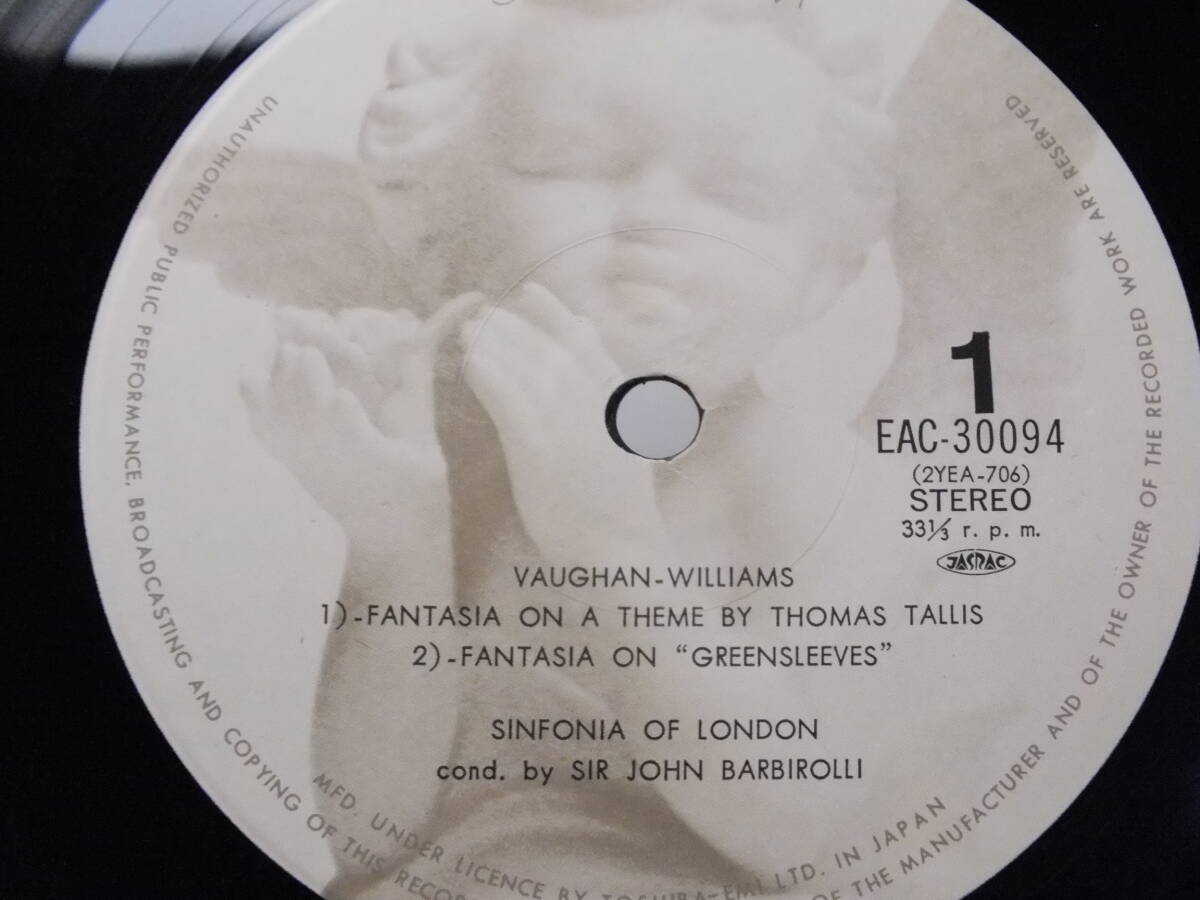 1
EAC-30094
(2YEA-706)
STEREO
33⅓ r. p. m.
JASRAC
VAUGHAN-WILLIAMS
1)-FANTASIA ON A THEME BY THOMAS TALLIS
2)-FANTASIA ON “GREENSLEEVES”
SINFONIA OF LONDON
cond. by SIR JOHN BARBIROLLI
MFD. UNDER LICENCE BY TOSHIBA-EMI LTD. IN JAPAN
UNAUTHORIZED PUBLIC PERFORMANCE, BROADCASTING AND COPYING OF THIS RECO
OF THE MANUFACTURER AND OF THE OWNER OF THE RECORDED WORK ARE RESERVED